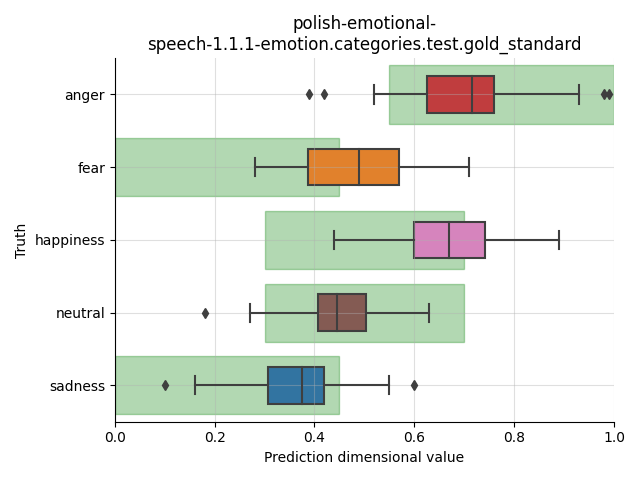 polish-emotional-
speech-1.1.1-emotion.categories.test.gold_standard
Truth
anger
fear
happiness
neutral
sadness
0.0 0.2 0.4 0.6 0.8 1.0
Prediction dimensional value